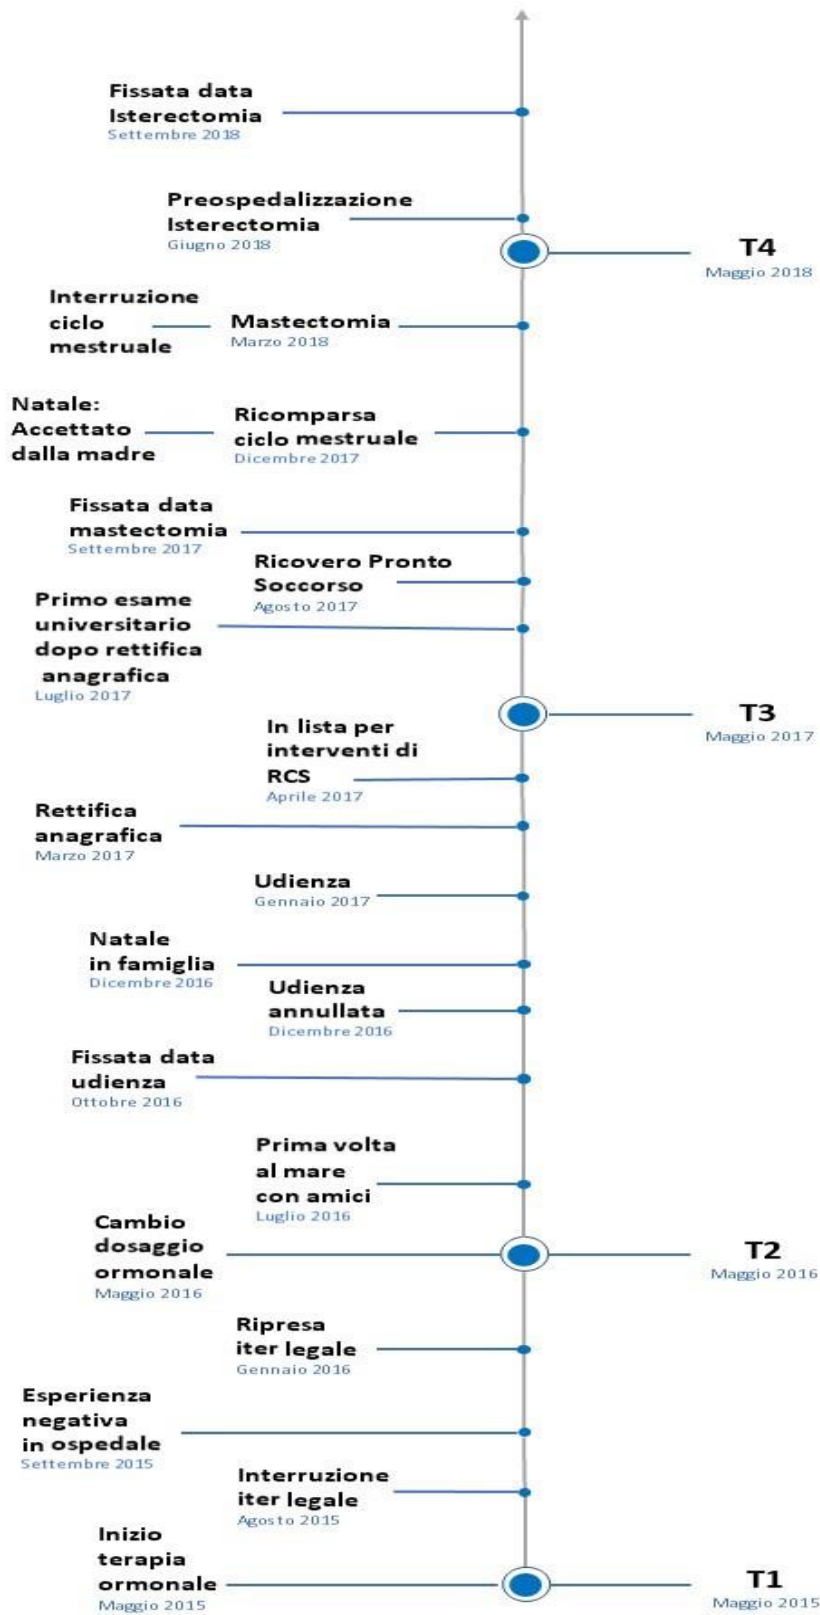 Fissata data
Isterectomia
Settembre 2018
Preospedalizzazione
Isterectomia
Giugno 2018
T4
Maggio 2018
Interruzione
ciclo
mestruale
Mastectomia
Marzo 2018
Natale:
Accettato
dalla madre
Ricomparsa
ciclo mestruale
Dicembre 2017
Fissata data
mastectomia
Settembre 2017
Ricovero Pronto
Soccorso
Agosto 2017
Primo esame
universitario
dopo rettifica
anagrafica
Luglio 2017
T3
Maggio 2017
In lista per
interventi di
RCS
Aprile 2017
Rettifica
anagrafica
Marzo 2017
Udienza
Gennaio 2017
Natale
in famiglia
Dicembre 2016
Udienza
annullata
Dicembre 2016
Fissata data
udienza
Ottobre 2016
Prima volta
al mare
con amici
Luglio 2016
Cambio
dosaggio
ormonale
Maggio 2016
T2
Maggio 2016
Ripresa
iter legale
Gennaio 2016
Esperienza
negativa
in ospedale
Settembre 2015
Interruzione
iter legale
Agosto 2015
Inizio
terapia
ormonale
Maggio 2015
T1
Maggio 2015